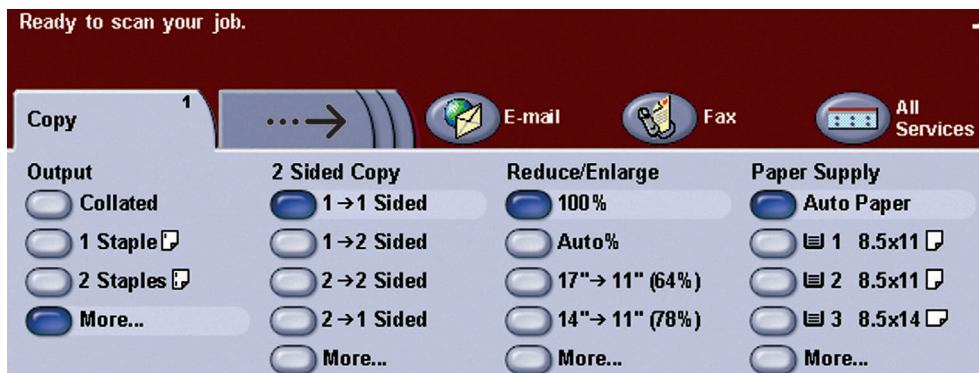 Ready to scan your job.
Copy
1
E-mail
Fax
All
Services
Output
Collated
1 Staple
2 Staples
More...
2 Sided Copy
1→1 Sided
1→2 Sided
2→2 Sided
2→1 Sided
More...
Reduce/Enlarge
100%
Auto%
17"→ 11" (64%)
14"→ 11" (78%)
More...
Paper Supply
Auto Paper
1 8.5x11
2 8.5x11
3 8.5x14
More...